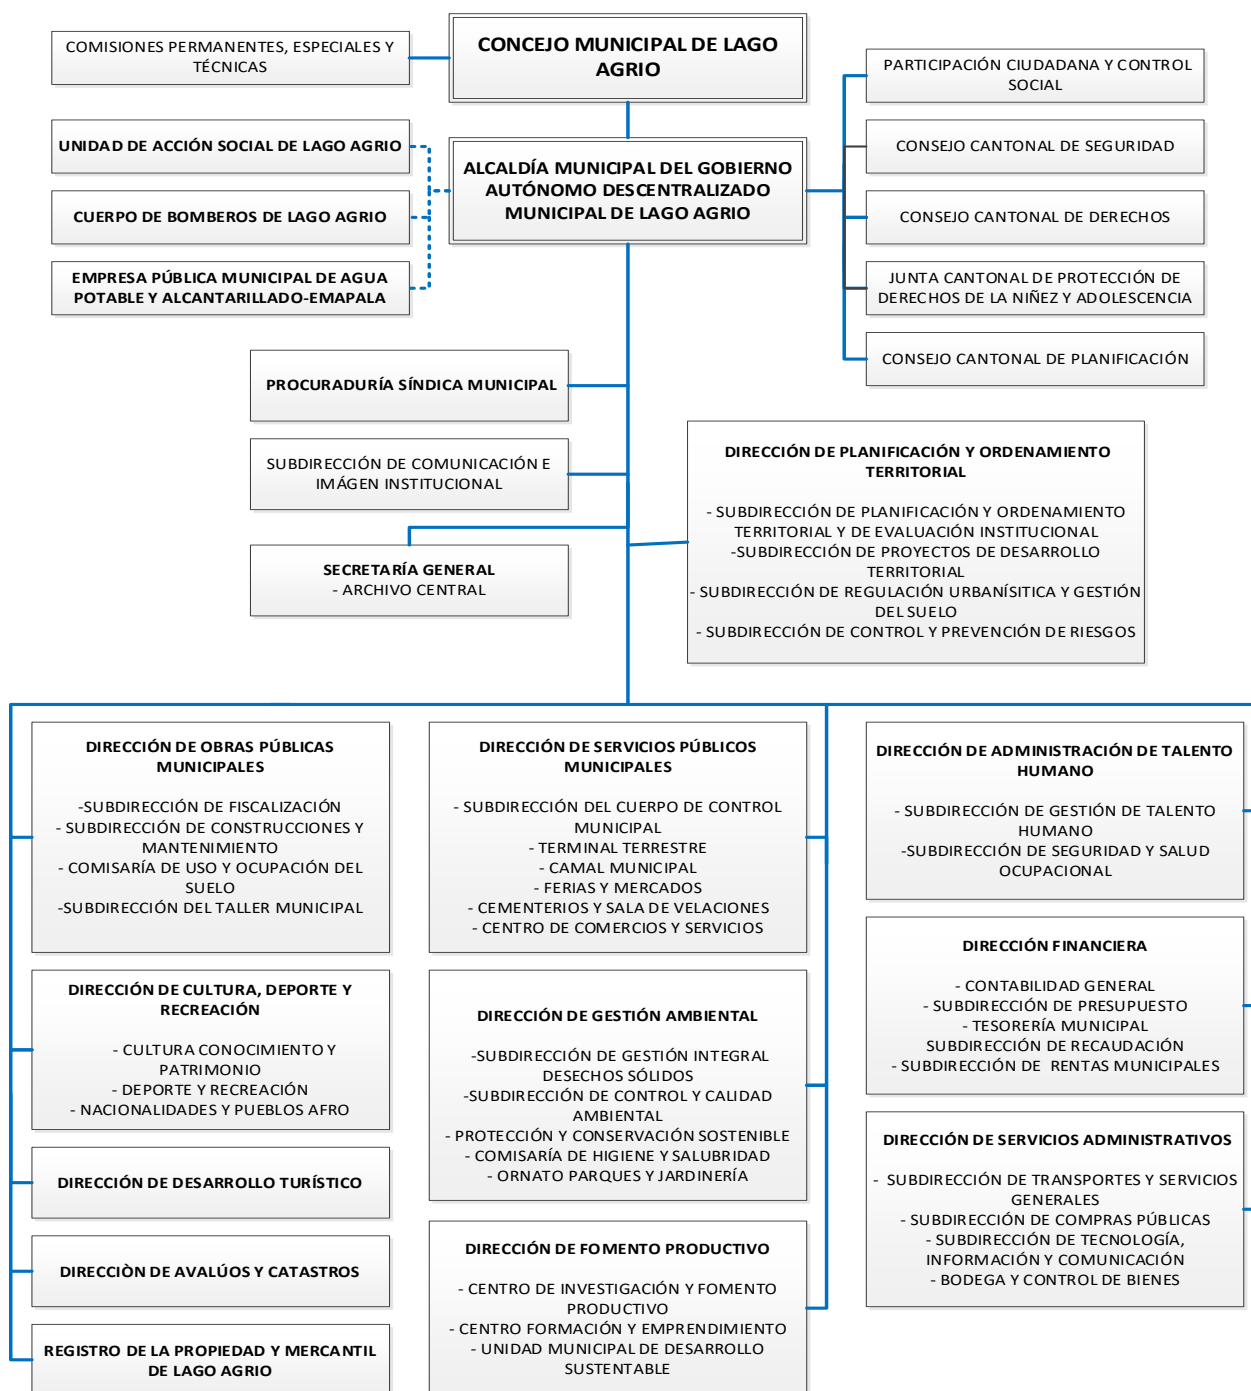 COMISIONES PERMANENTES, ESPECIALES Y
TÉCNICAS
CONCEJO MUNICIPAL DE LAGO
AGRIO
PARTICIPACIÓN CIUDADANA Y CONTROL
SOCIAL
UNIDAD DE ACCIÓN SOCIAL DE LAGO AGRIO
ALCALDÍA MUNICIPAL DEL GOBIERNO
AUTÓNOMO DESCENTRALIZADO
MUNICIPAL DE LAGO AGRIO
CONSEJO CANTONAL DE SEGURIDAD
CUERPO DE BOMBEROS DE LAGO AGRIO
CONSEJO CANTONAL DE DERECHOS
EMPRESA PÚBLICA MUNICIPAL DE AGUA
POTABLE Y ALCANTARILLADO-EMAPALA
JUNTA CANTONAL DE PROTECCIÓN DE
DERECHOS DE LA NIÑEZ Y ADOLESCENCIA
CONSEJO CANTONAL DE PLANIFICACIÓN
PROCURADURÍA SÍNDICA MUNICIPAL
SUBDIRECCIÓN DE COMUNICACIÓN E
IMÁGEN INSTITUCIONAL
SECRETARÍA GENERAL
- ARCHIVO CENTRAL
DIRECCIÓN DE PLANIFICACIÓN Y ORDENAMIENTO
TERRITORIAL
- SUBDIRECCIÓN DE PLANIFICACIÓN Y ORDENAMIENTO
TERRITORIAL Y DE EVALUACIÓN INSTITUCIONAL
-SUBDIRECCIÓN DE PROYECTOS DE DESARROLLO
TERRITORIAL
- SUBDIRECCIÓN DE REGULACIÓN URBANÍSITICA Y GESTIÓN
DEL SUELO
- SUBDIRECCIÓN DE CONTROL Y PREVENCIÓN DE RIESGOS
DIRECCIÓN DE OBRAS PÚBLICAS
MUNICIPALES
-SUBDIRECCIÓN DE FISCALIZACIÓN
- SUBDIRECCIÓN DE CONSTRUCCIONES Y
MANTENIMIENTO
- COMISARÍA DE USO Y OCUPACIÓN DEL
SUELO
-SUBDIRECCIÓN DEL TALLER MUNICIPAL
DIRECCIÓN DE CULTURA, DEPORTE Y
RECREACIÓN
- CULTURA CONOCIMIENTO Y
PATRIMONIO
- DEPORTE Y RECREACIÓN
- NACIONALIDADES Y PUEBLOS AFRO
DIRECCIÓN DE DESARROLLO TURÍSTICO
DIRECCIÒN DE AVALÚOS Y CATASTROS
REGISTRO DE LA PROPIEDAD Y MERCANTIL
DE LAGO AGRIO
DIRECCIÓN DE SERVICIOS PÚBLICOS
MUNICIPALES
- SUBDIRECCIÓN DEL CUERPO DE CONTROL
MUNICIPAL
- TERMINAL TERRESTRE
- CAMAL MUNICIPAL
- FERIAS Y MERCADOS
- CEMENTERIOS Y SALA DE VELACIONES
- CENTRO DE COMERCIOS Y SERVICIOS
DIRECCIÓN DE GESTIÓN AMBIENTAL
-SUBDIRECCIÓN DE GESTIÓN INTEGRAL
DESECHOS SÓLIDOS
-SUBDIRECCIÓN DE CONTROL Y CALIDAD
AMBIENTAL
- PROTECCIÓN Y CONSERVACIÓN SOSTENIBLE
- COMISARÍA DE HIGIENE Y SALUBRIDAD
- ORNATO PARQUES Y JARDINERÍA
DIRECCIÓN DE FOMENTO PRODUCTIVO
- CENTRO DE INVESTIGACIÓN Y FOMENTO
PRODUCTIVO
- CENTRO FORMACIÓN Y EMPRENDIMIENTO
- UNIDAD MUNICIPAL DE DESARROLLO
SUSTENTABLE
DIRECCIÓN DE ADMINISTRACIÓN DE TALENTO
HUMANO
- SUBDIRECCIÓN DE GESTIÓN DE TALENTO
HUMANO
-SUBDIRECCIÓN DE SEGURIDAD Y SALUD
OCUPACIONAL
DIRECCIÓN FINANCIERA
- CONTABILIDAD GENERAL
- SUBDIRECCIÓN DE PRESUPUESTO
- TESORERÍA MUNICIPAL
SUBDIRECCIÓN DE RECAUDACIÓN
- SUBDIRECCIÓN DE RENTAS MUNICIPALES
DIRECCIÓN DE SERVICIOS ADMINISTRATIVOS
- SUBDIRECCIÓN DE TRANSPORTES Y SERVICIOS
GENERALES
- SUBDIRECCIÓN DE COMPRAS PÚBLICAS
- SUBDIRECCIÓN DE TECNOLOGÍA,
INFORMACIÓN Y COMUNICACIÓN
- BODEGA Y CONTROL DE BIENES